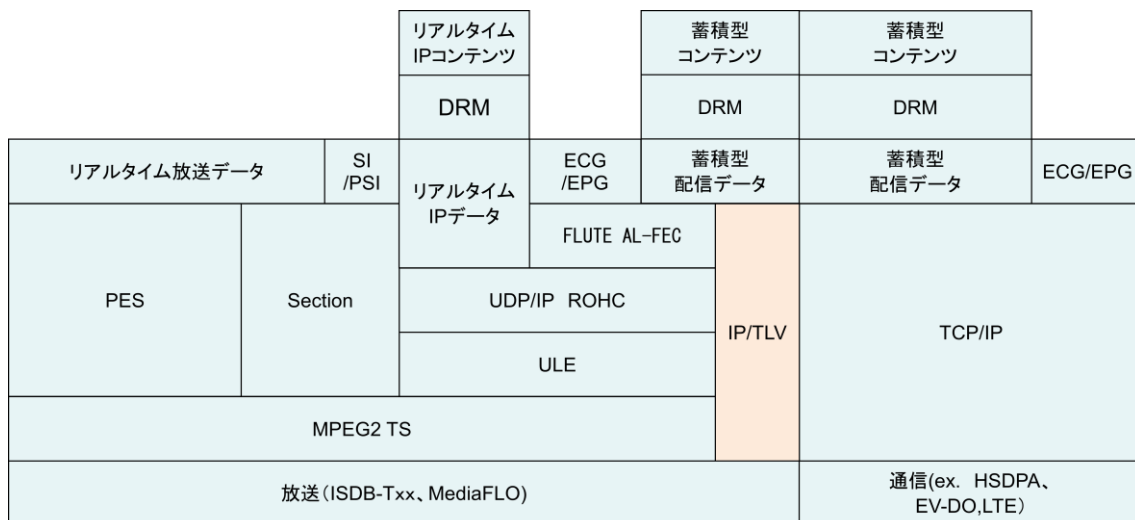 リアルタイム
IPコンテンツ
蓄積型
コンテンツ
蓄積型
コンテンツ
DRM
DRM
DRM
リアルタイム放送データ
SI
/PSI
リアルタイム
IPデータ
ECG
/EPG
蓄積型
配信データ
蓄積型
配信データ
ECG/EPG
PES
Section
FLUTE AL-FEC
UDP/IP ROHC
ULE
IP/TLV
TCP/IP
MPEG2 TS
放送(ISDB-Txx、MediaFLO)
通信(ex. HSDPA、
EV-DO,LTE)